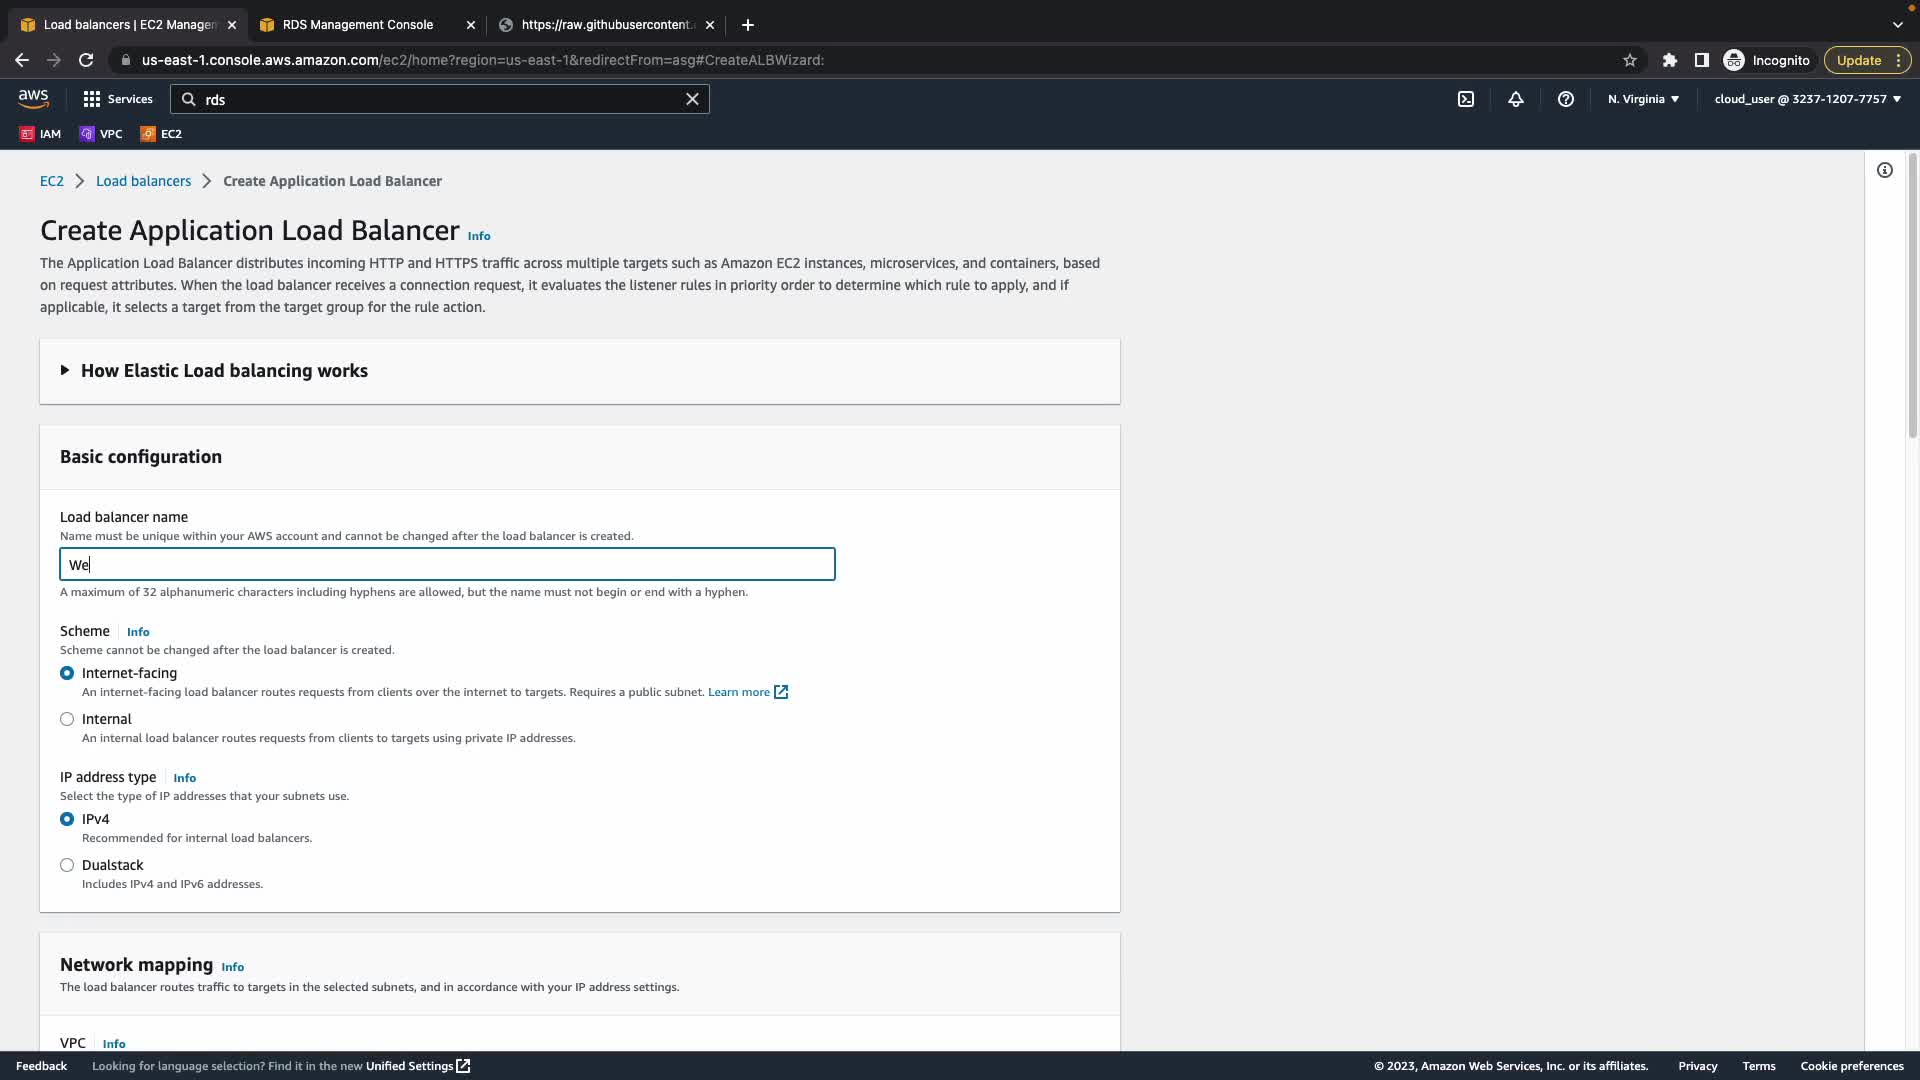 Load balancers | EC2 Managem
RDS Management Console
https://raw.githubusercontent.
us-east-1.console.aws.amazon.com/ec2/home?region=us-east-1&redirectFrom=asg#CreateALBWizard:
Incognito
Update
aws
Services
rds
N. Virginia
cloud_user @ 3237-1207-7757
IAM
VPC
EC2
EC2 > Load balancers > Create Application Load Balancer
Create Application Load Balancer Info
The Application Load Balancer distributes incoming HTTP and HTTPS traffic across multiple targets such as Amazon EC2 instances, microservices, and containers, based
on request attributes. When the load balancer receives a connection request, it evaluates the listener rules in priority order to determine which rule to apply, and if
applicable, it selects a target from the target group for the rule action.
How Elastic Load balancing works
Basic configuration
Load balancer name
Name must be unique within your AWS account and cannot be changed after the load balancer is created.
We
A maximum of 32 alphanumeric characters including hyphens are allowed, but the name must not begin or end with a hyphen.
Scheme Info
Scheme cannot be changed after the load balancer is created.
Internet-facing
An internet-facing load balancer routes requests from clients over the internet to targets. Requires a public subnet. Learn more
Internal
An internal load balancer routes requests from clients to targets using private IP addresses.
IP address type Info
Select the type of IP addresses that your subnets use.
IPv4
Recommended for internal load balancers.
Dualstack
Includes IPv4 and IPv6 addresses.
Network mapping Info
The load balancer routes traffic to targets in the selected subnets, and in accordance with your IP address settings.
VPC Info
Feedback
Looking for language selection? Find it in the new Unified Settings
© 2023, Amazon Web Services, Inc. or its affiliates.
Privacy
Terms
Cookie preferences